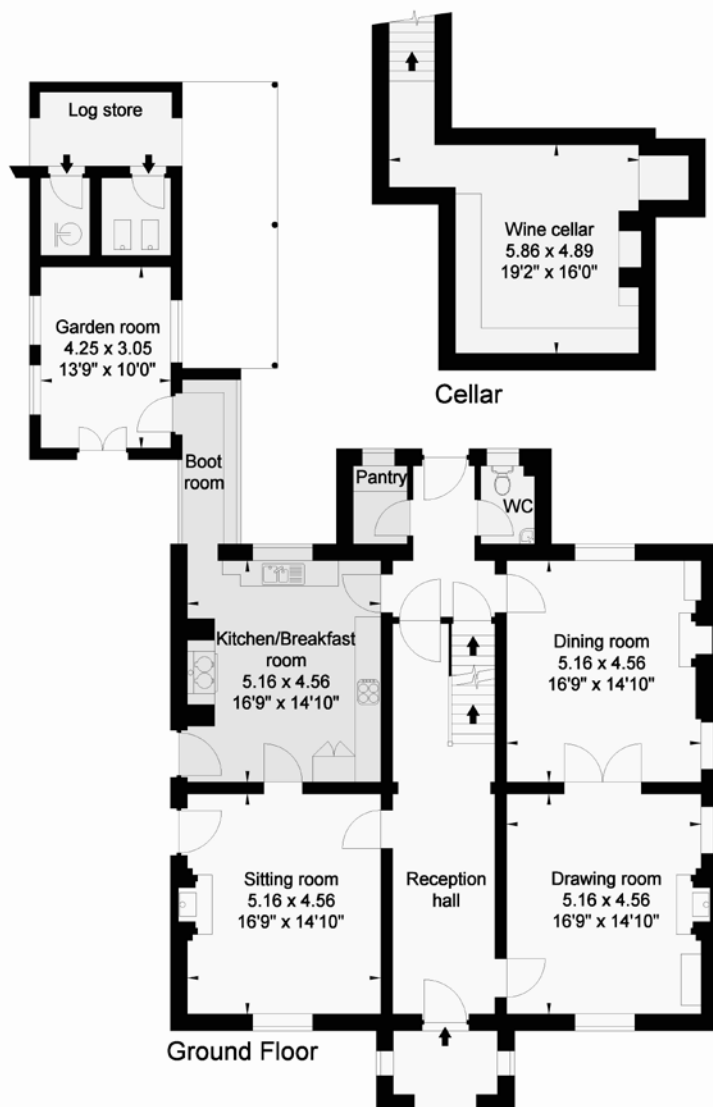 Log store
Wine cellar
5.86 x 4.89
19'2" x 16'0"
Garden room
4.25 x 3.05
13'9" x 10'0"
Cellar
Boot
room
Pantry
WC
Kitchen/Breakfast
room
5.16 x 4.56
16'9" x 14'10"
Dining room
5.16 x 4.56
16'9" x 14'10"
Sitting room
5.16 x 4.56
16'9" x 14'10"
Reception
hall
Drawing room
5.16 x 4.56
16'9" x 14'10"
Ground Floor